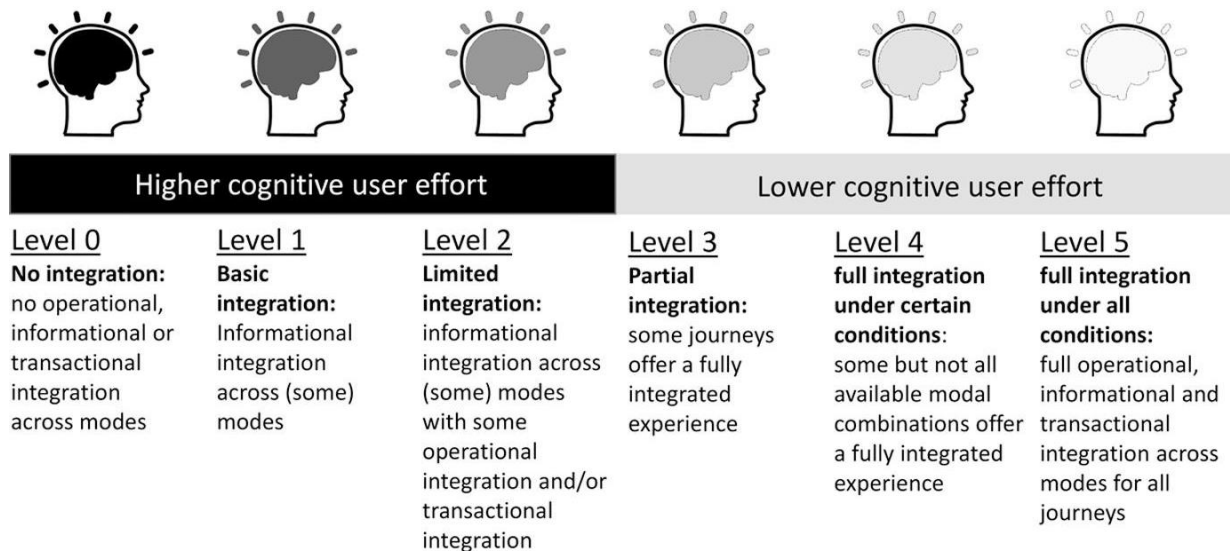 Higher cognitive user effort
Lower cognitive user effort
Level 0
No integration:
no operational,
informational or
transactional
integration
across modes
Level 1
Basic
integration:
Informational
integration
across (some)
modes
Level 2
Limited
integration:
informational
integration across
(some) modes
with some
operational
integration and/or
transactional
integration
Level 3
Partial
integration:
some journeys
offer a fully
integrated
experience
Level 4
full integration
under certain
conditions:
some but not all
available modal
combinations offer
a fully integrated
experience
Level 5
full integration
under all
conditions:
full operational,
informational and
transactional
integration across
modes for all
journeys